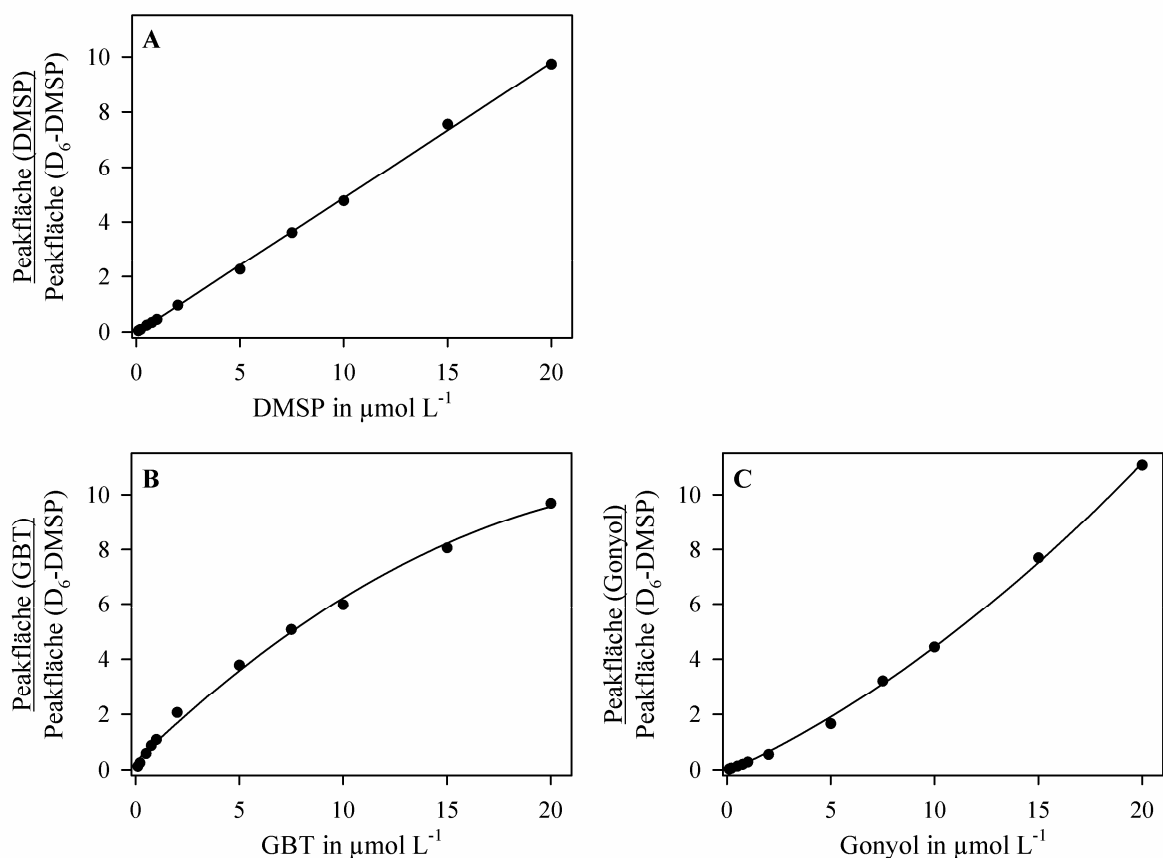 A
10
8
6
4
2
0
Peakfläche (DMSP)
Peakfläche (D6-DMSP)
0 5 10 15 20
DMSP in µmol L-1
B
10
8
6
4
2
0
Peakfläche (GBT)
Peakfläche (D6-DMSP)
0 5 10 15 20
GBT in µmol L-1
C
10
8
6
4
2
0
Peakfläche (Gonyol)
Peakfläche (D6-DMSP)
0 5 10 15 20
Gonyol in µmol L-1